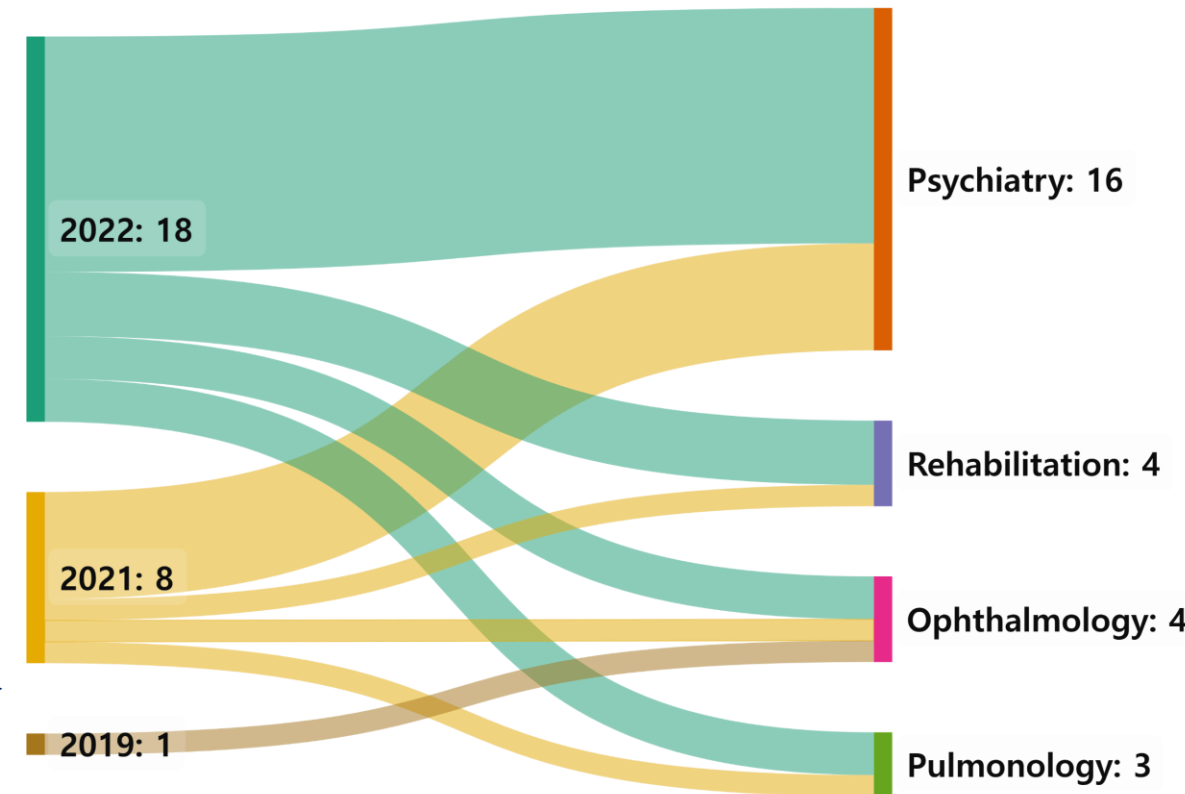 2022: 18
2021: 8
2019: 1
Psychiatry: 16
Rehabilitation: 4
Ophthalmology: 4
Pulmonology: 3